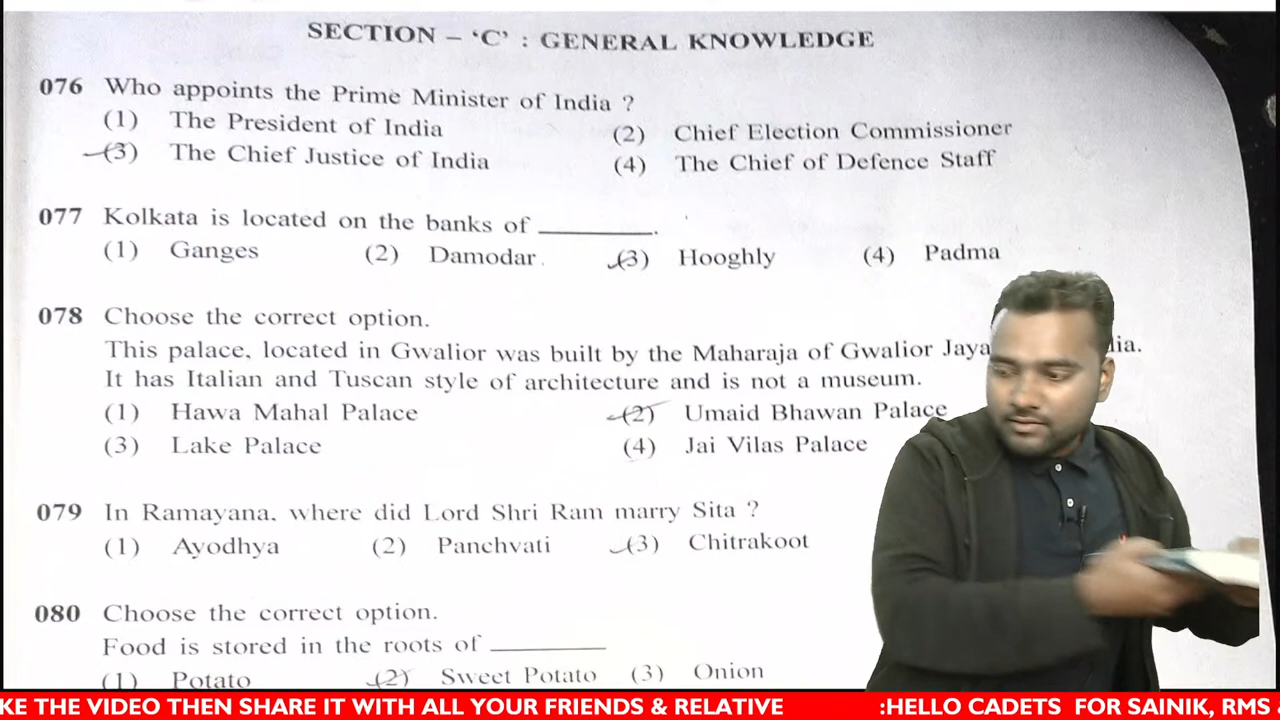 SECTION – ‘C’ : GENERAL KNOWLEDGE
076 Who appoints the Prime Minister of India ?
(1) The President of India (2) Chief Election Commissioner
(3) The Chief Justice of India (4) The Chief of Defence Staff
077 Kolkata is located on the banks of ________.
(1) Ganges (2) Damodar (3) Hooghly (4) Padma
078 Choose the correct option.
This palace, located in Gwalior was built by the Maharaja of Gwalior
It has Italian and Tuscan style of architecture and is not a museum.
(1) Hawa Mahal Palace (2) Umaid Bhawan Palace
(3) Lake Palace (4) Jai Vilas Palace
079 In Ramayana, where did Lord Shri Ram marry Sita ?
(1) Ayodhya (2) Panchvati (3) Chitrakoot
080 Choose the correct option.
Food is stored in the roots of ________
(1) Potato (2) Sweet Potato (3) Onion
KE THE VIDEO THEN SHARE IT WITH ALL YOUR FRIENDS & RELATIVE :HELLO CADETS FOR SAINIK, RMS &